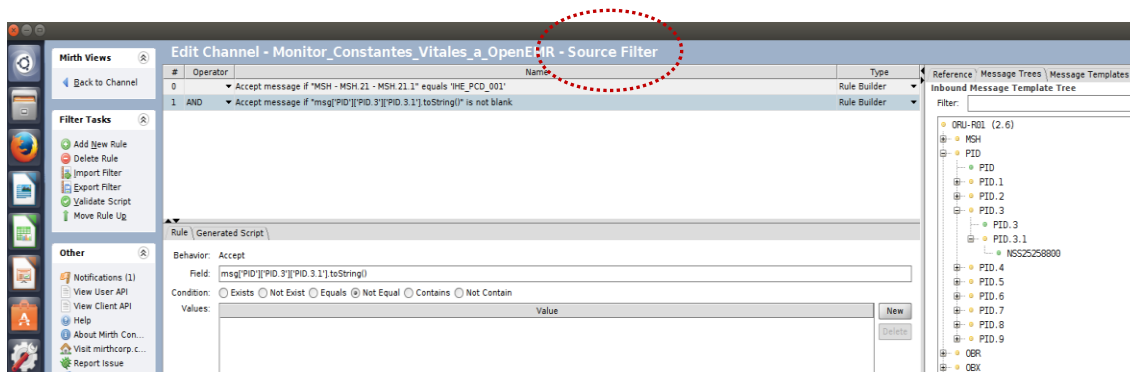 Edit Channel - Monitor_Constantes_Vitales_a_OpenEHR - Source Filter
Mirth Views
Back to Channel
Filter Tasks
Add New Rule
Delete Rule
Import Filter
Export Filter
Validate Script
Move Rule Up
Other
Notifications (1)
View User API
View Client API
Help
About Mirth Con...
Visit mirthcorp.c...
Report Issue
# Operator Name Type
0 Accept message if "MSH - MSH.21 - MSH.21.1" equals 'IHE_PCD_001' Rule Builder
1 AND Accept message if "msg['PID']['PID.3']['PID.3.1'].toString()" is not blank Rule Builder
Rule Generated Script
Behavior: Accept
Field: msg['PID']['PID.3']['PID.3.1'].toString()
Condition: Exists Not Exist Equals Not Equal Contains Not Contain
Values: Value New
Delete
Reference Message Trees Message Templates
Inbound Message Template Tree
Filter:
ORU-R01 (2.6)
MSH
PID
PID
PID.1
PID.2
PID.3
PID.3
PID.3.1
NSS25258800
PID.4
PID.5
PID.6
PID.7
PID.8
PID.9
OBR
OBX